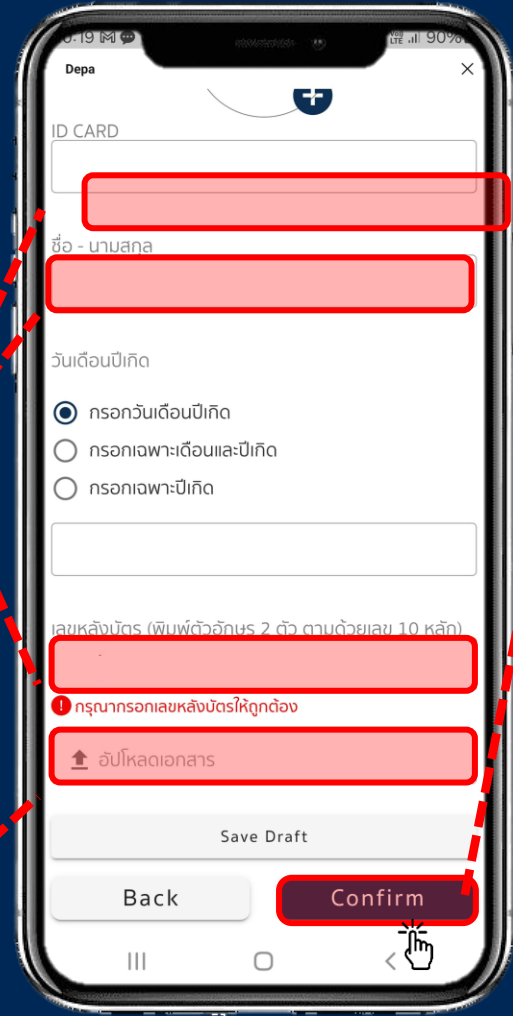 :19
LTE 90%
Depa
ID CARD
ชื่อ - นามสกุล
วันเดือนปีเกิด
กรอกวันเดือนปีเกิด
กรอกเฉพาะเดือนและปีเกิด
กรอกเฉพาะปีเกิด
เลขหลังบัตร (พิมพ์ตัวอักษร 2 ตัว ตามด้วยเลข 10 หลัก)
กรุณากรอกเลขหลังบัตรให้ถูกต้อง
อัปโหลดเอกสาร
Save Draft
Back
Confirm